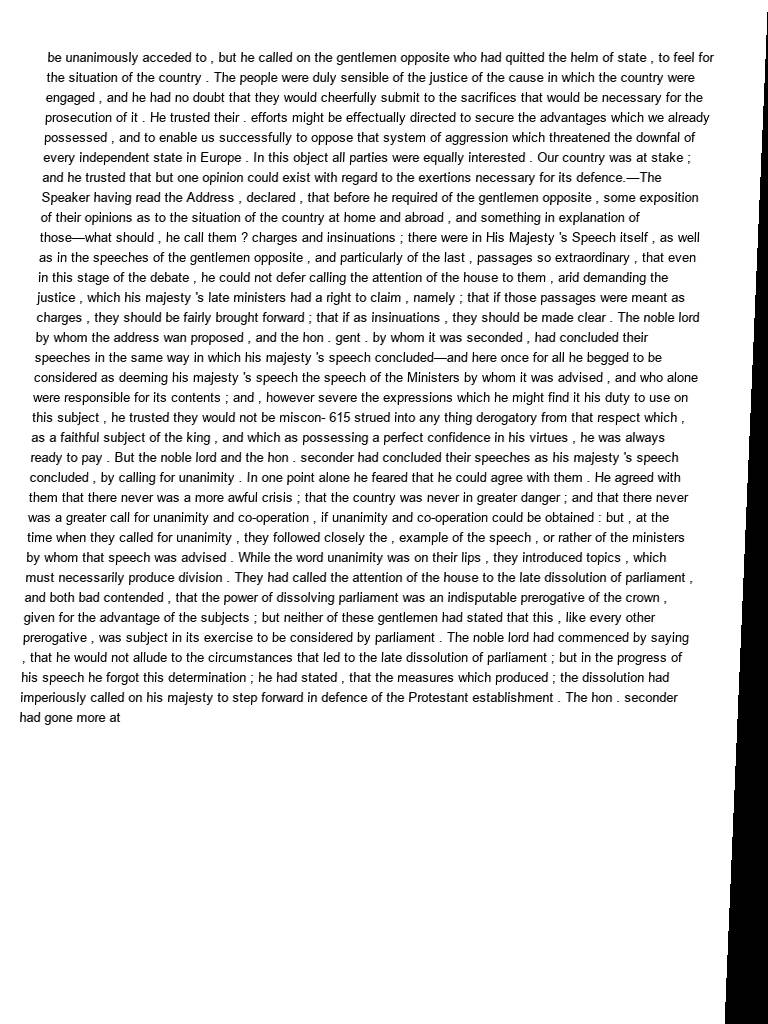 be unanimously acceded to , but he called on the gentlemen opposite who had quitted the helm of state , to feel for
the situation of the country . The people were duly sensible of the justice of the cause in which the country were
engaged , and he had no doubt that they would cheerfully submit to the sacrifices that would be necessary for the
prosecution of it . He trusted their . efforts might be effectually directed to secure the advantages which we already
possessed , and to enable us successfully to oppose that system of aggression which threatened the downfal of
every independent state in Europe . In this object all parties were equally interested . Our country was at stake ;
and he trusted that but one opinion could exist with regard to the exertions necessary for its defence.—The
Speaker having read the Address , declared , that before he required of the gentlemen opposite , some exposition
of their opinions as to the situation of the country at home and abroad , and something in explanation of
those—what should , he call them ? charges and insinuations ; there were in His Majesty 's Speech itself , as well
as in the speeches of the gentlemen opposite , and particularly of the last , passages so extraordinary , that even
in this stage of the debate , he could not defer calling the attention of the house to them , arid demanding the
justice , which his majesty 's late ministers had a right to claim , namely ; that if those passages were meant as
charges , they should be fairly brought forward ; that if as insinuations , they should be made clear . The noble lord
by whom the address wan proposed , and the hon . gent . by whom it was seconded , had concluded their
speeches in the same way in which his majesty 's speech concluded—and here once for all he begged to be
considered as deeming his majesty 's speech the speech of the Ministers by whom it was advised , and who alone
were responsible for its contents ; and , however severe the expressions which he might find it his duty to use on
this subject , he trusted they would not be miscon- 615 strued into any thing derogatory from that respect which ,
as a faithful subject of the king , and which as possessing a perfect confidence in his virtues , he was always
ready to pay . But the noble lord and the hon . seconder had concluded their speeches as his majesty 's speech
concluded , by calling for unanimity . In one point alone he feared that he could agree with them . He agreed with
them that there never was a more awful crisis ; that the country was never in greater danger ; and that there never
was a greater call for unanimity and co-operation , if unanimity and co-operation could be obtained : but , at the
time when they called for unanimity , they followed closely the , example of the speech , or rather of the ministers
by whom that speech was advised . While the word unanimity was on their lips , they introduced topics , which
must necessarily produce division . They had called the attention of the house to the late dissolution of parliament ,
and both bad contended , that the power of dissolving parliament was an indisputable prerogative of the crown ,
given for the advantage of the subjects ; but neither of these gentlemen had stated that this , like every other
prerogative , was subject in its exercise to be considered by parliament . The noble lord had commenced by saying
, that he would not allude to the circumstances that led to the late dissolution of parliament ; but in the progress of
his speech he forgot this determination ; he had stated , that the measures which produced ; the dissolution had
imperiously called on his majesty to step forward in defence of the Protestant establishment . The hon . seconder
had gone more at